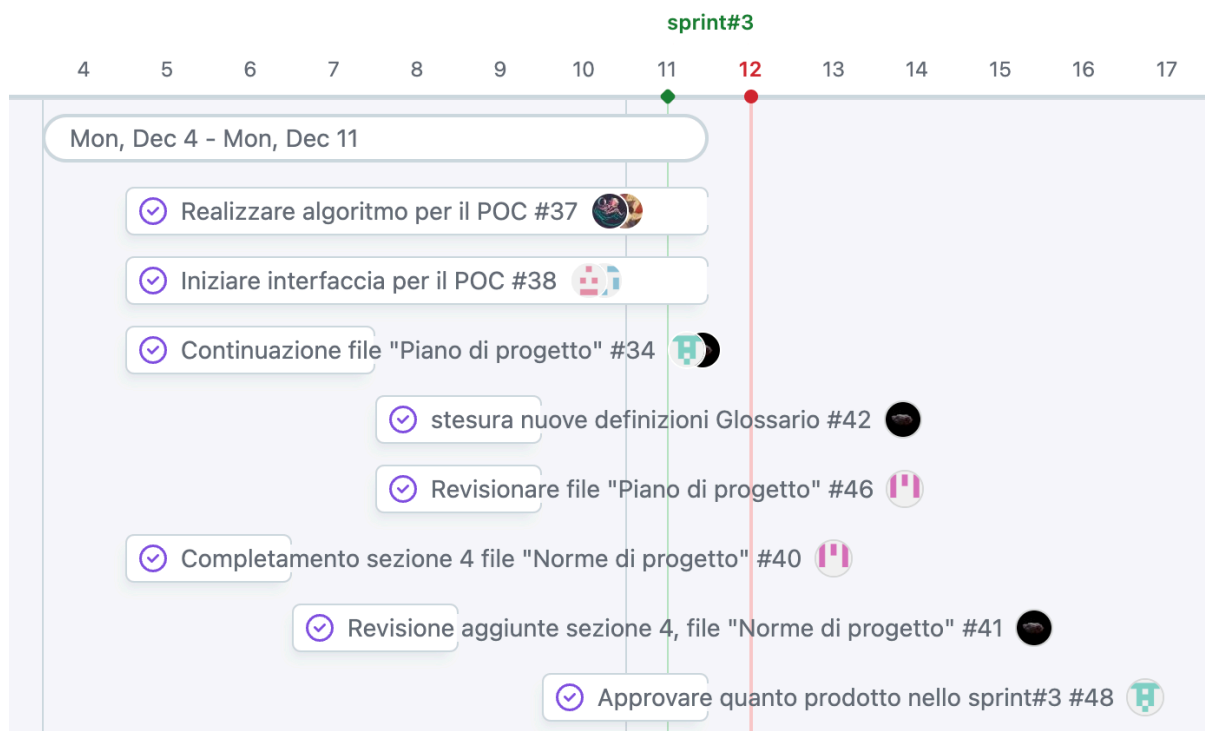 sprint#3
4 5 6 7 8 9 10 11 12 13 14 15 16 17
Mon, Dec 4 - Mon, Dec 11
Realizzare algoritmo per il POC #37
Iniziare interfaccia per il POC #38
Continuazione file "Piano di progetto" #34
stesura nuove definizioni Glossario #42
Revisionare file "Piano di progetto" #46
Completamento sezione 4 file "Norme di progetto" #40
Revisione aggiunte sezione 4, file "Norme di progetto" #41
Approvare quanto prodotto nello sprint#3 #48